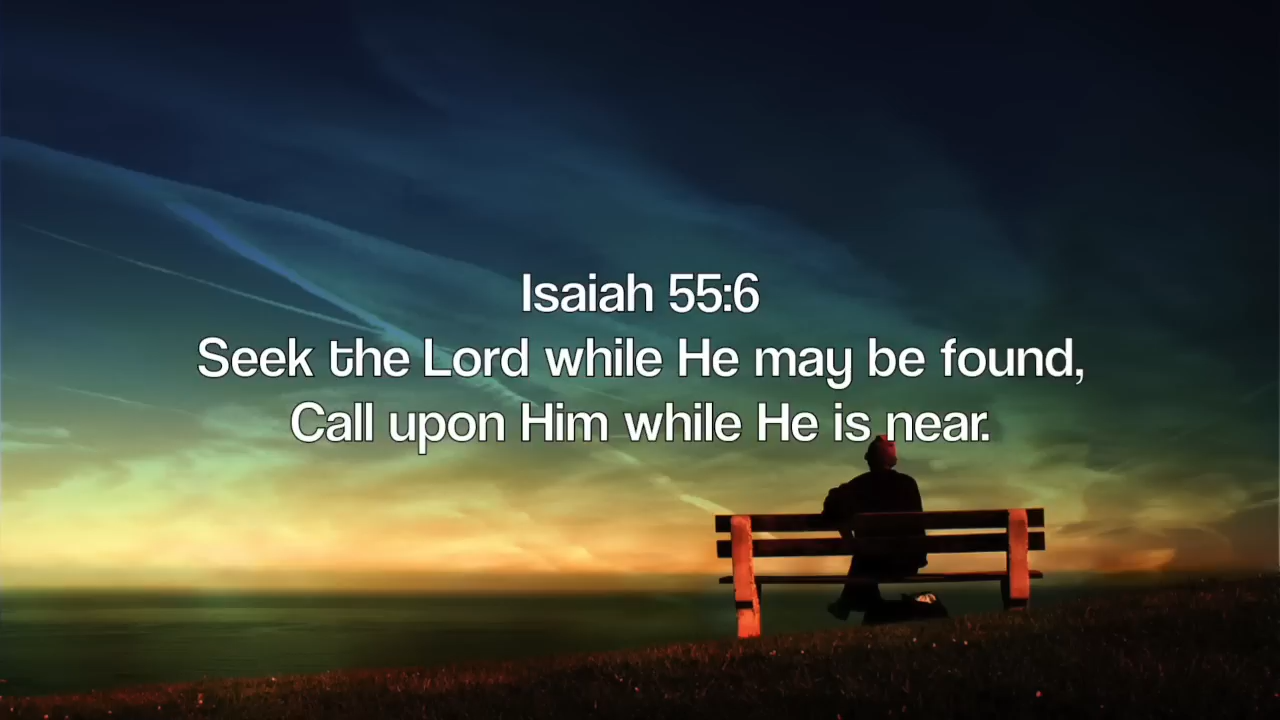 Isaiah 55:6
Seek the Lord while He may be found,
Call upon Him while He is near.